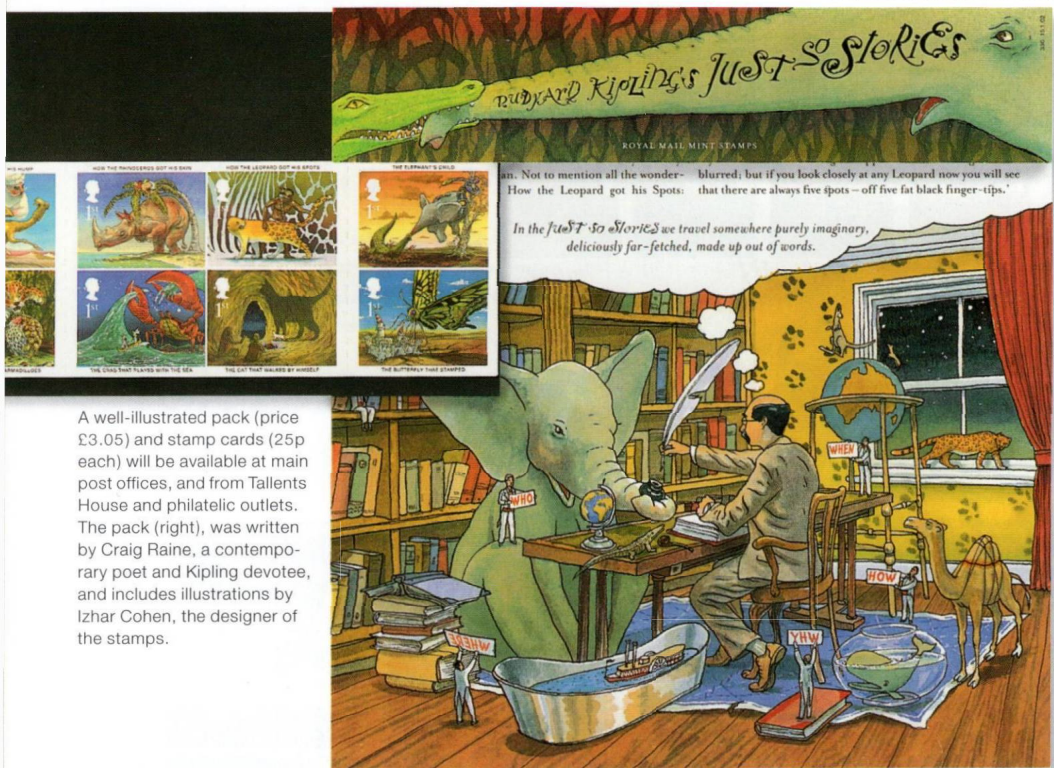 RUDYARD KIPLING'S JUST SO STORIES
ROYAL MAIL MINT STAMPS
HOW THE RHINOCEROS GOT HIS SKIN
HOW THE LEOPARD GOT HIS SPOTS
THE ELEPHANT'S CHILD
1ST
1ST
1ST
1ST
1ST
1ST
THE CRAB THAT PLAYED WITH THE SEA
THE CAT THAT WALKED BY HIMSELF
THE BUTTERFLY THAT STAMPED
an. Not to mention all the wonder-
How the Leopard got his Spots:
blurred; but if you look closely at any Leopard now you will see
that there are always five spots – off five fat black finger-tips.'
In the JUST SO STORIES we travel somewhere purely imaginary,
deliciously far-fetched, made up out of words.
A well-illustrated pack (price
£3.05) and stamp cards (25p
each) will be available at main
post offices, and from Tallents
House and philatelic outlets.
The pack (right), was written
by Craig Raine, a contempo-
rary poet and Kipling devotee,
and includes illustrations by
Izhar Cohen, the designer of
the stamps.
WHEN
WHO
HOW
YHW
WHERE